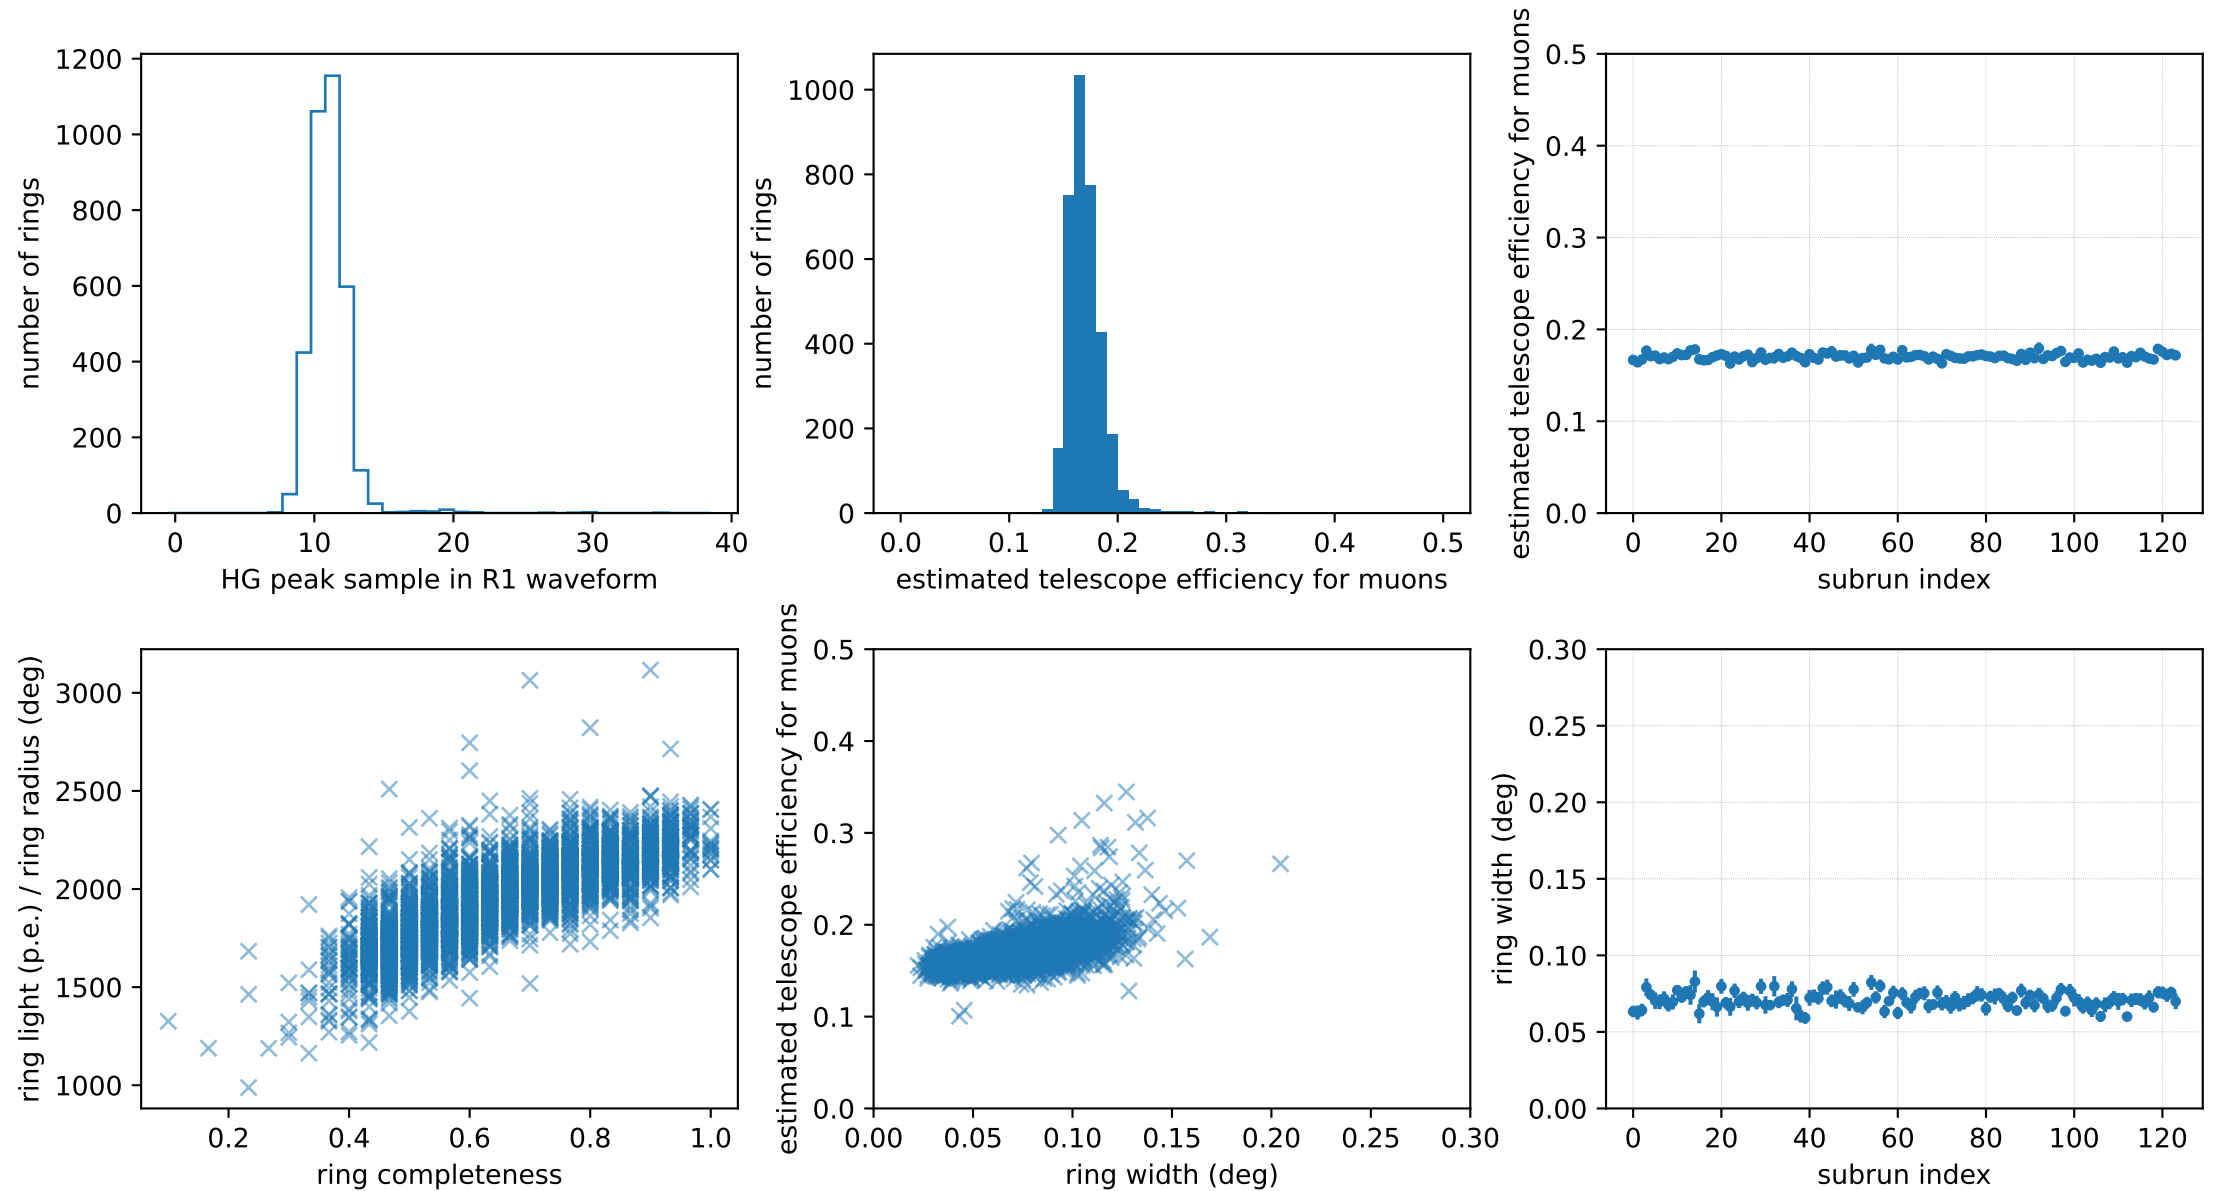 1200
1000
800
600
400
200
0
number of rings
0 10 20 30 40
HG peak sample in R1 waveform
1000
800
600
400
200
0
number of rings
0.0 0.1 0.2 0.3 0.4 0.5
estimated telescope efficiency for muons
0.5
0.4
0.3
0.2
0.1
0.0
estimated telescope efficiency for muons
0 20 40 60 80 100 120
subrun index
3000
2500
2000
1500
1000
ring light (p.e.) / ring radius (deg)
0.2 0.4 0.6 0.8 1.0
ring completeness
0.5
0.4
0.3
0.2
0.1
0.0
estimated telescope efficiency for muons
0.00 0.05 0.10 0.15 0.20 0.25 0.30
ring width (deg)
0.30
0.25
0.20
0.15
0.10
0.05
0.00
ring width (deg)
0 20 40 60 80 100 120
subrun index